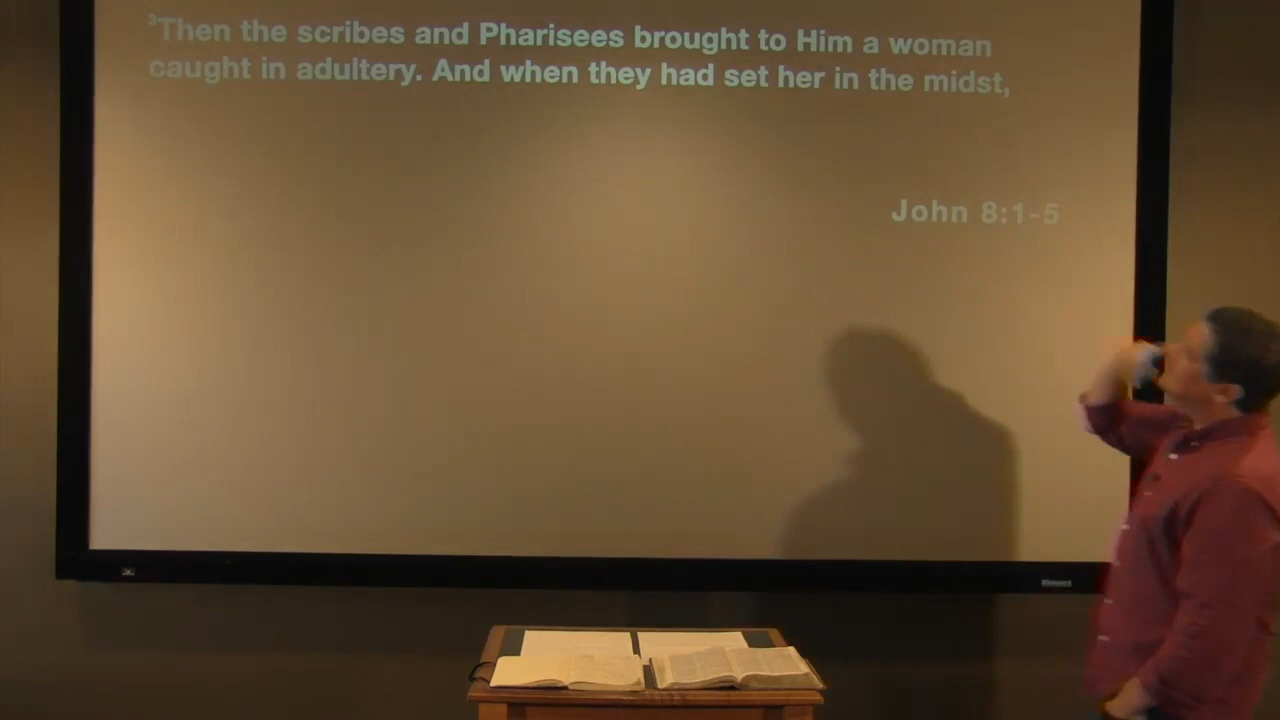 ³Then the scribes and Pharisees brought to Him a woman
caught in adultery. And when they had set her in the midst,
John 8:1-5